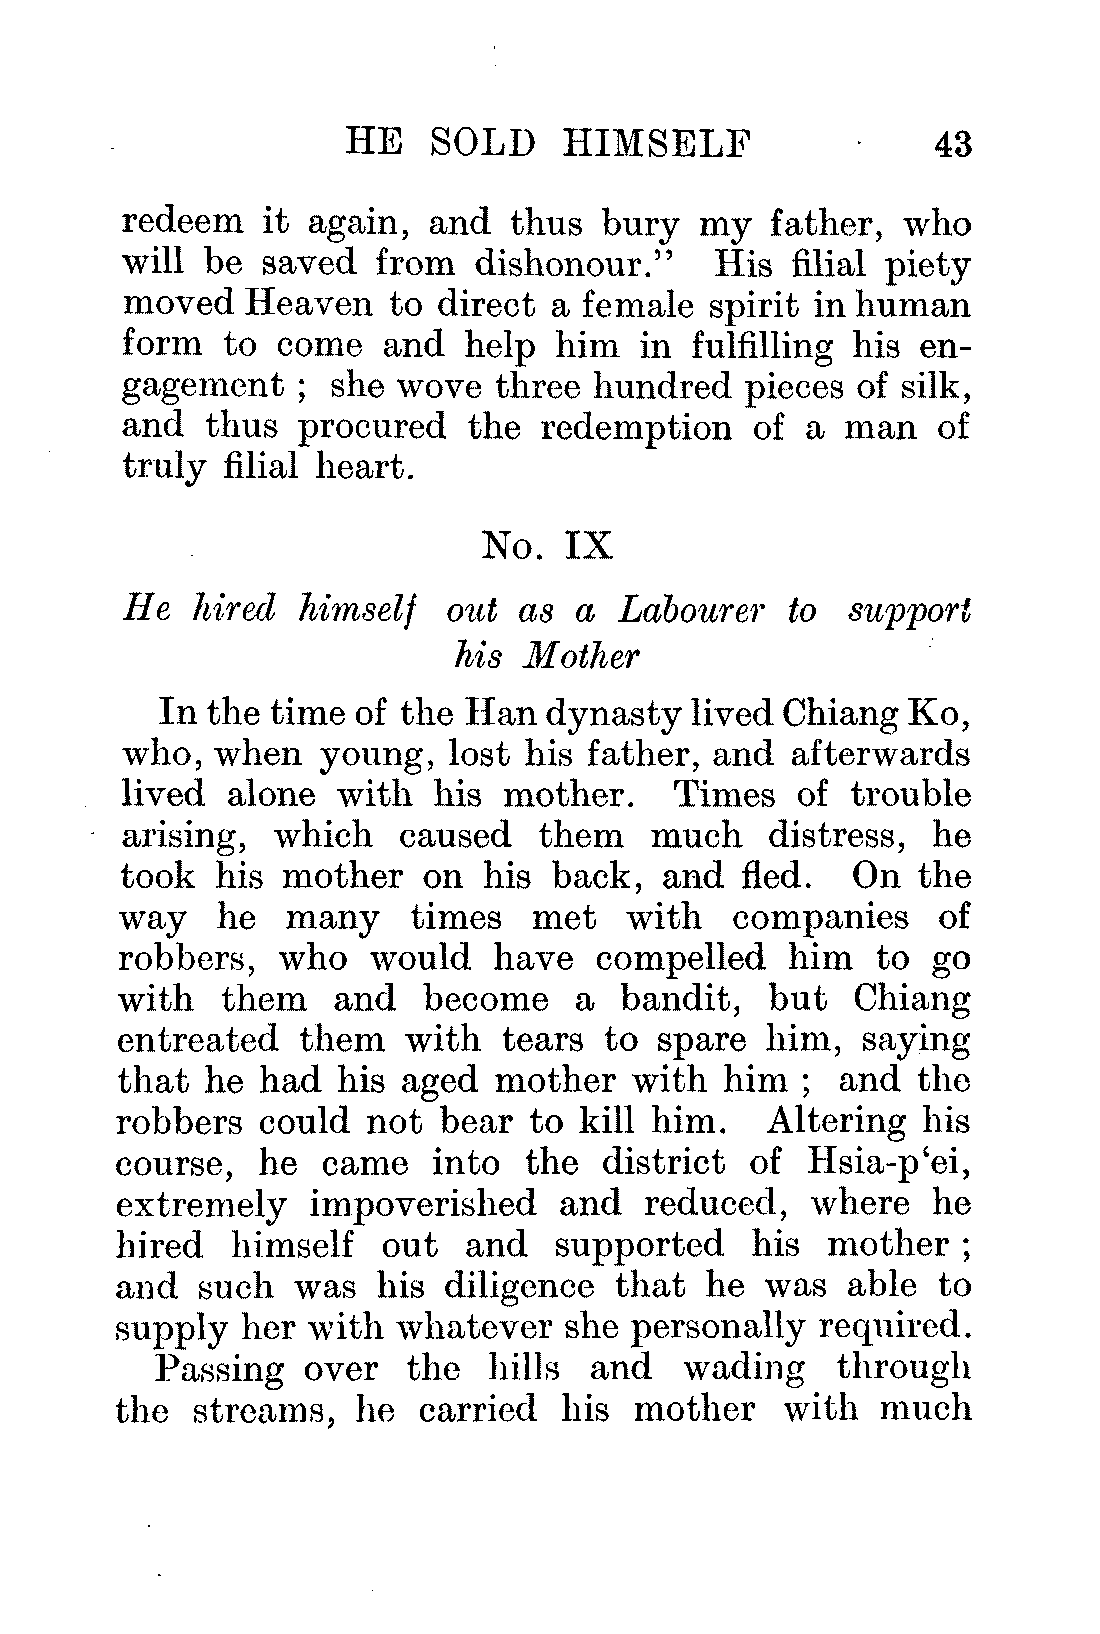 HE SOLD HIMSELF 43
redeem it again, and thus bury my father, who
will be saved from dishonour.” His filial piety
moved Heaven to direct a female spirit in human
form to come and help him in fulfilling his en-
gagement ; she wove three hundred pieces of silk,
and thus procured the redemption of a man of
truly filial heart.
No. IX
He hired himself out as a Labourer to support
his Mother
In the time of the Han dynasty lived Chiang Ko,
who, when young, lost his father, and afterwards
lived alone with his mother. Times of trouble
arising, which caused them much distress, he
took his mother on his back, and fled. On the
way he many times met with companies of
robbers, who would have compelled him to go
with them and become a bandit, but Chiang
entreated them with tears to spare him, saying
that he had his aged mother with him ; and the
robbers could not bear to kill him. Altering his
course, he came into the district of Hsia-p‘ei,
extremely impoverished and reduced, where he
hired himself out and supported his mother ;
and such was his diligence that he was able to
supply her with whatever she personally required.
Passing over the hills and wading through
the streams, he carried his mother with much